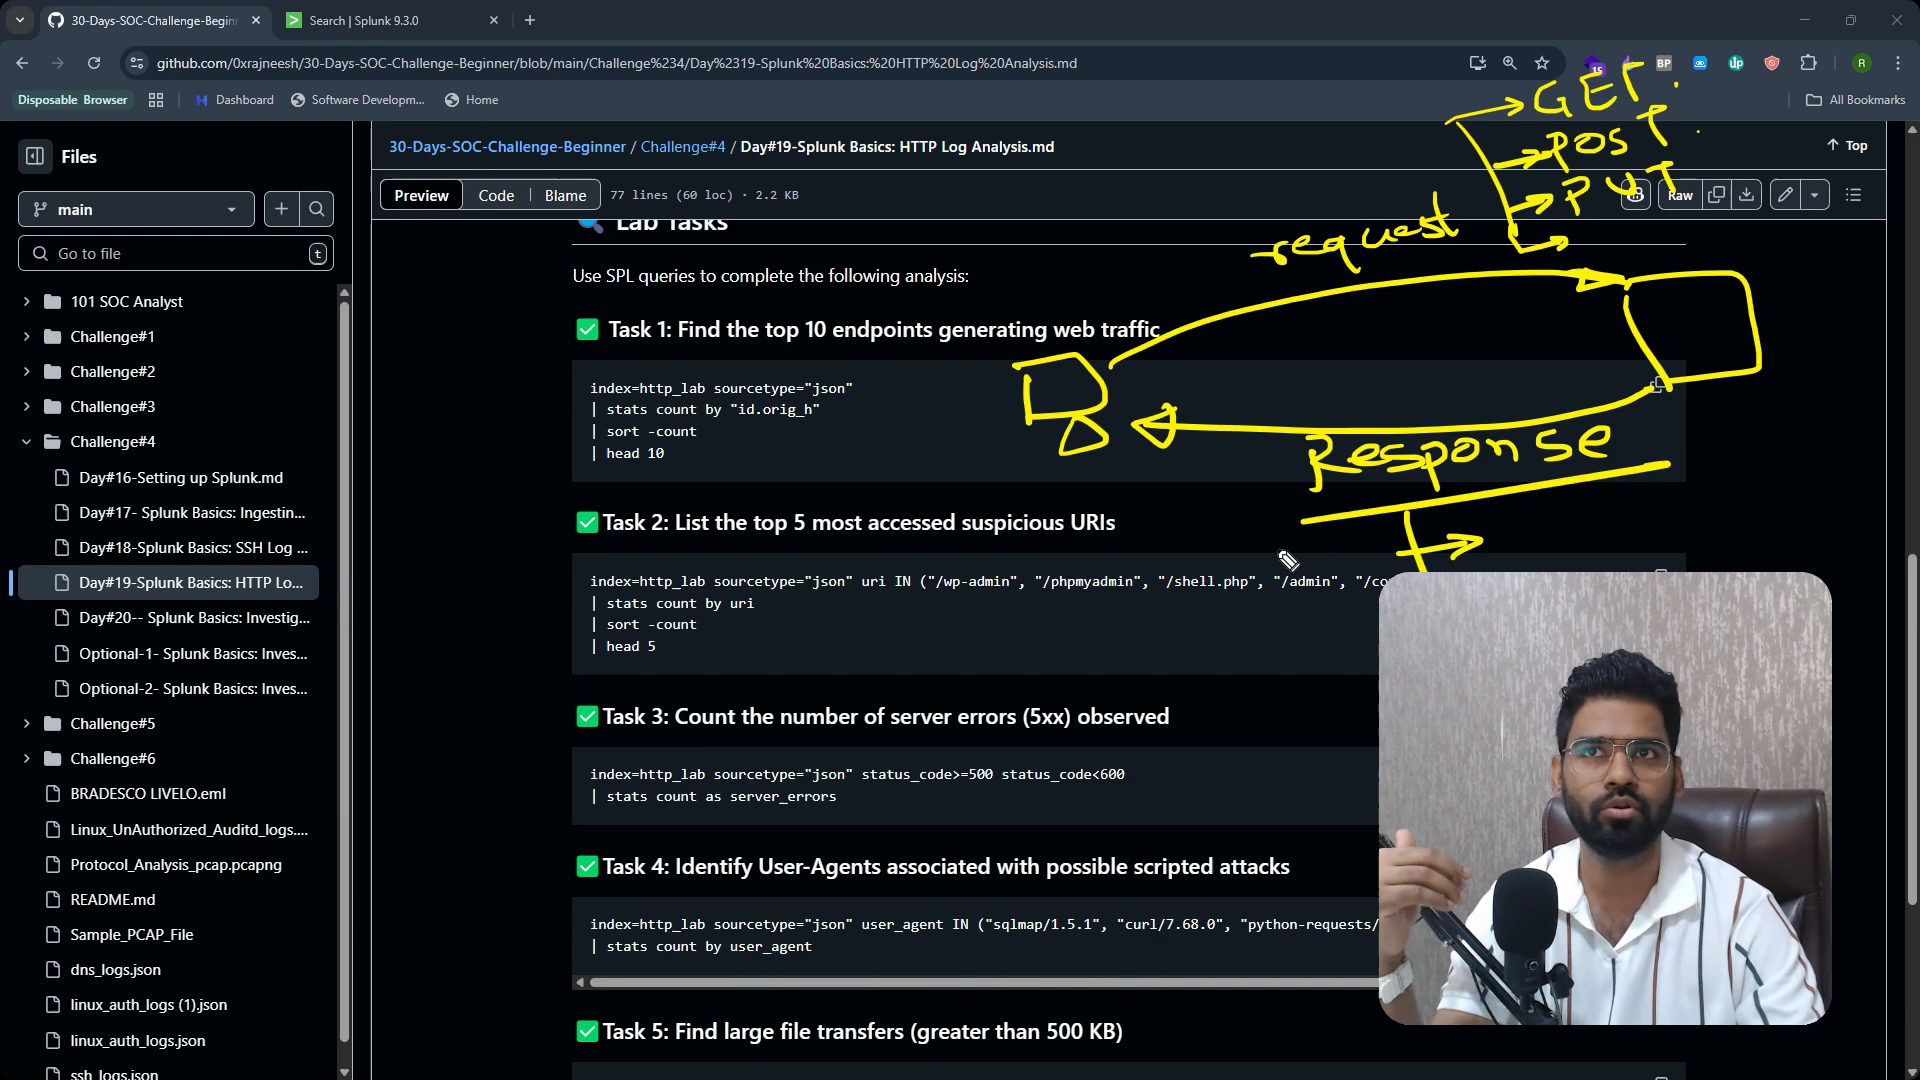 30-Days-SOC-Challenge-Beginn
Search | Splunk 9.3.0
github.com/0xrajneesh/30-Days-SOC-Challenge-Beginner/blob/main/Challenge%234/Day%2319-Splunk%20Basics:%20HTTP%20Log%20Analysis.md
15
BP
up
R
Disposable Browser
Dashboard
Software Developm...
Home
All Bookmarks
GET
POST
PUT
request
Response
Files
main
Go to file
t
101 SOC Analyst
Challenge#1
Challenge#2
Challenge#3
Challenge#4
Day#16-Setting up Splunk.md
Day#17- Splunk Basics: Ingestin...
Day#18-Splunk Basics: SSH Log ...
Day#19-Splunk Basics: HTTP Lo...
Day#20-- Splunk Basics: Investig...
Optional-1- Splunk Basics: Inves...
Optional-2- Splunk Basics: Inves...
Challenge#5
Challenge#6
BRADESCO LIVELO.eml
Linux_UnAuthorized_Auditd_logs....
Protocol_Analysis_pcap.pcapng
README.md
Sample_PCAP_File
dns_logs.json
linux_auth_logs (1).json
linux_auth_logs.json
ssh_logs.json
30-Days-SOC-Challenge-Beginner / Challenge#4 / Day#19-Splunk Basics: HTTP Log Analysis.md
Top
Preview
Code
Blame
77 lines (60 loc) · 2.2 KB
Raw
Lab Tasks
Use SPL queries to complete the following analysis:
Task 1: Find the top 10 endpoints generating web traffic
index=http_lab sourcetype="json"
| stats count by "id.orig_h"
| sort -count
| head 10
Task 2: List the top 5 most accessed suspicious URIs
index=http_lab sourcetype="json" uri IN ("/wp-admin", "/phpmyadmin", "/shell.php", "/admin", "/co
| stats count by uri
| sort -count
| head 5
Task 3: Count the number of server errors (5xx) observed
index=http_lab sourcetype="json" status_code>=500 status_code<600
| stats count as server_errors
Task 4: Identify User-Agents associated with possible scripted attacks
index=http_lab sourcetype="json" user_agent IN ("sqlmap/1.5.1", "curl/7.68.0", "python-requests/
| stats count by user_agent
Task 5: Find large file transfers (greater than 500 KB)